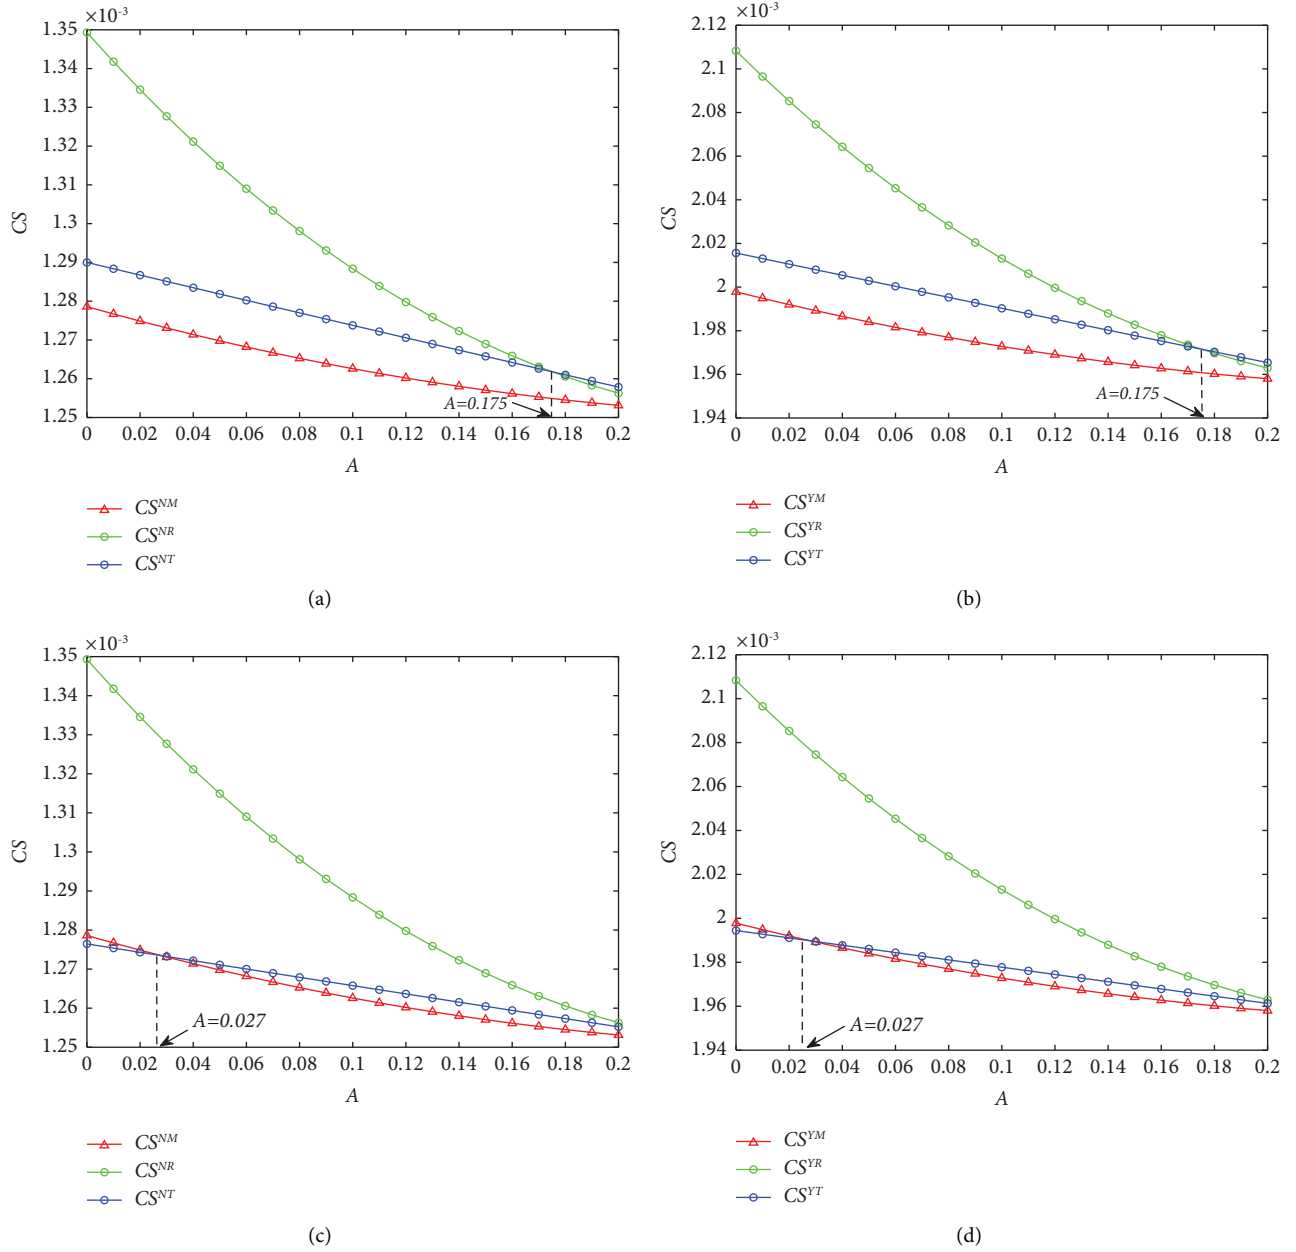 ×10⁻³
1.35
1.34
1.33
1.32
1.31
1.3
1.29
1.28
1.27
1.26
1.25
CS
A=0.175
0 0.02 0.04 0.06 0.08 0.1 0.12 0.14 0.16 0.18 0.2
A
CS^NM
CS^NR
CS^NT
(a)
×10⁻³
2.12
2.1
2.08
2.06
2.04
2.02
2
1.98
1.96
1.94
CS
A=0.175
0 0.02 0.04 0.06 0.08 0.1 0.12 0.14 0.16 0.18 0.2
A
CS^YM
CS^YR
CS^YT
(b)
×10⁻³
1.35
1.34
1.33
1.32
1.31
1.3
1.29
1.28
1.27
1.26
1.25
CS
A=0.027
0 0.02 0.04 0.06 0.08 0.1 0.12 0.14 0.16 0.18 0.2
A
CS^NM
CS^NR
CS^NT
(c)
×10⁻³
2.12
2.1
2.08
2.06
2.04
2.02
2
1.98
1.96
1.94
CS
A=0.027
0 0.02 0.04 0.06 0.08 0.1 0.12 0.14 0.16 0.18 0.2
A
CS^YM
CS^YR
CS^YT
(d)